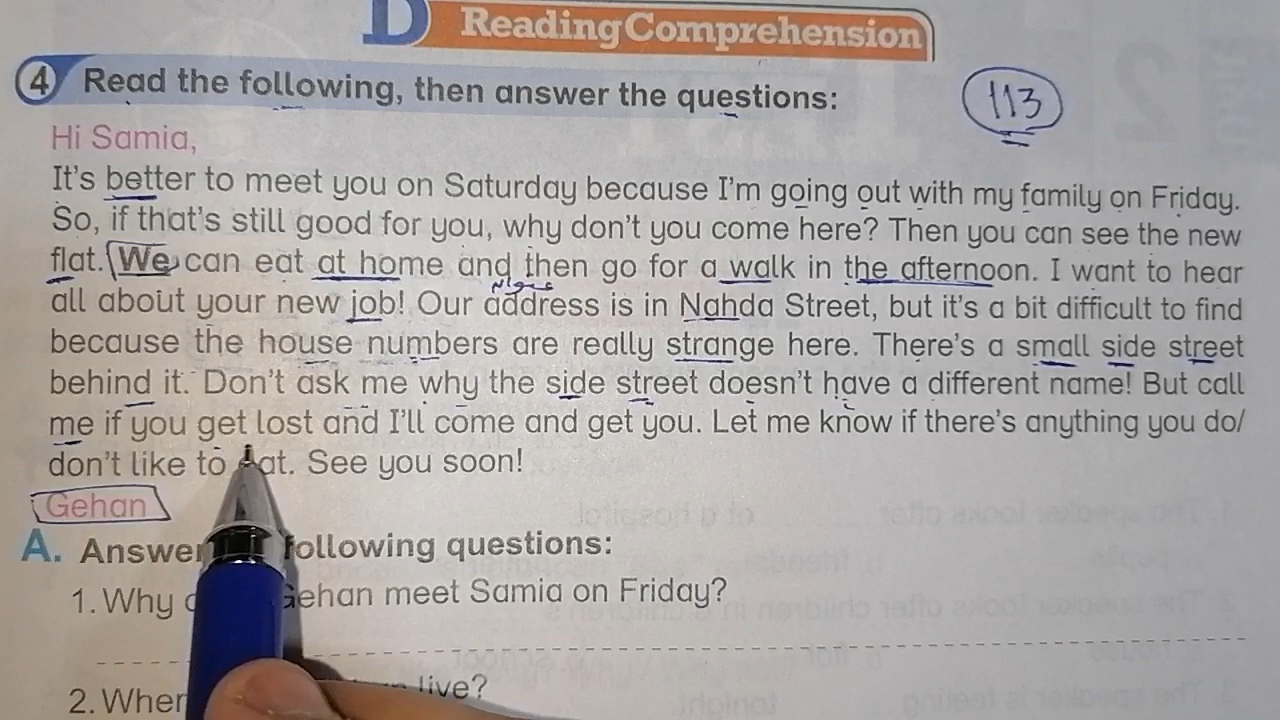 D Reading Comprehension
4 Read the following, then answer the questions:
113
Hi Samia,
It's better to meet you on Saturday because I'm going out with my family on Friday.
So, if that's still good for you, why don't you come here? Then you can see the new
flat. We can eat at home and then go for a walk in the afternoon. I want to hear
عنوان
all about your new job! Our address is in Nahda Street, but it's a bit difficult to find
because the house numbers are really strange here. There's a small side street
behind it. Don't ask me why the side street doesn't have a different name! But call
me if you get lost and I'll come and get you. Let me know if there's anything you do/
don't like to eat. See you soon!
Gehan
A. Answer following questions:
1. Why Gehan meet Samia on Friday?
2. live?